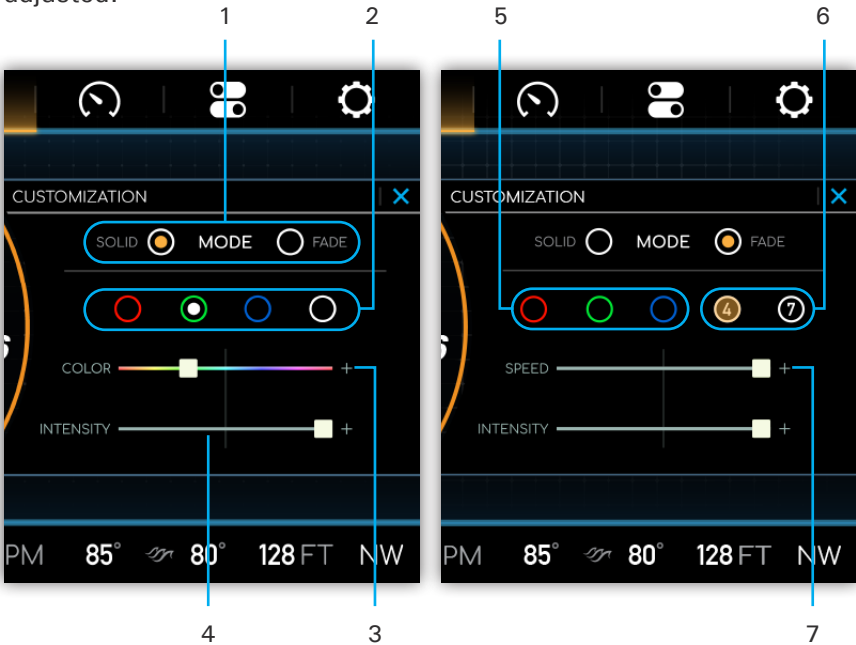 adjusted.
1 2 5 6
CUSTOMIZATION
SOLID MODE FADE
COLOR +
INTENSITY +
PM 85° 80° 128 FT NW
CUSTOMIZATION
SOLID MODE FADE
4 7
SPEED +
INTENSITY +
PM 85° 80° 128 FT NW
4 3 7